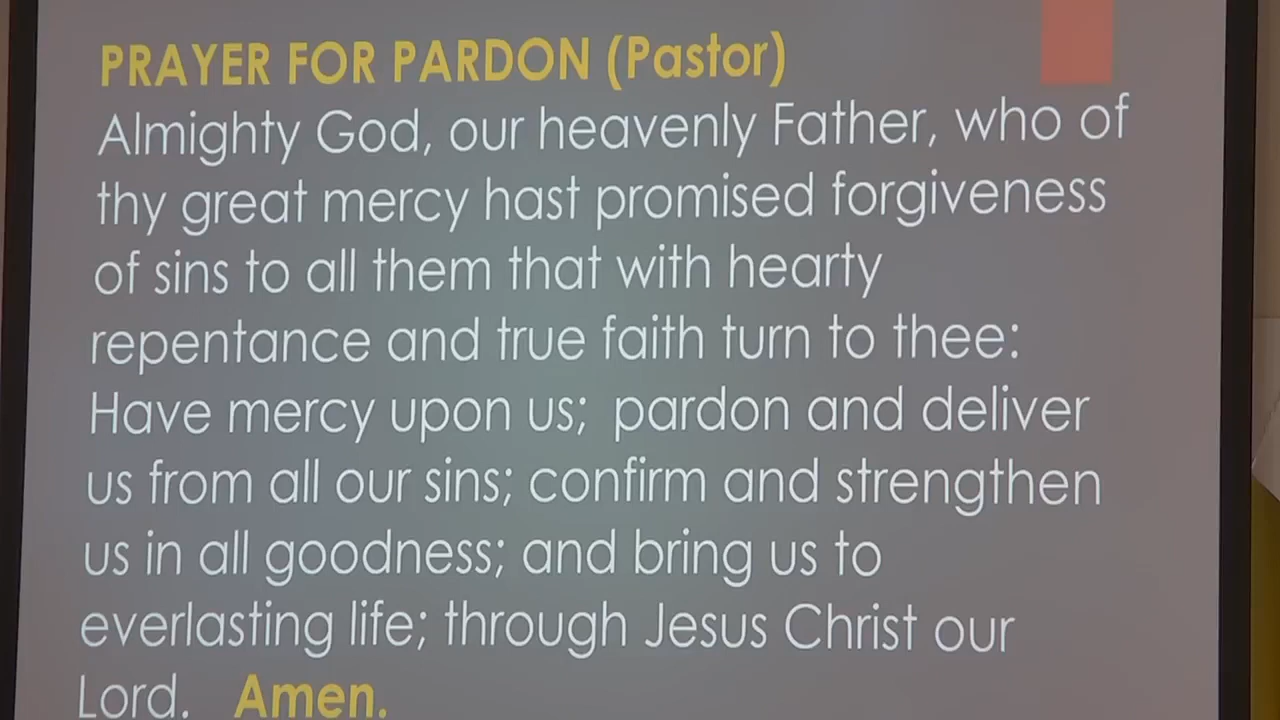 PRAYER FOR PARDON (Pastor)
Almighty God, our heavenly Father, who of
thy great mercy hast promised forgiveness
of sins to all them that with hearty
repentance and true faith turn to thee:
Have mercy upon us; pardon and deliver
us from all our sins; confirm and strengthen
us in all goodness; and bring us to
everlasting life; through Jesus Christ our
Lord. Amen.